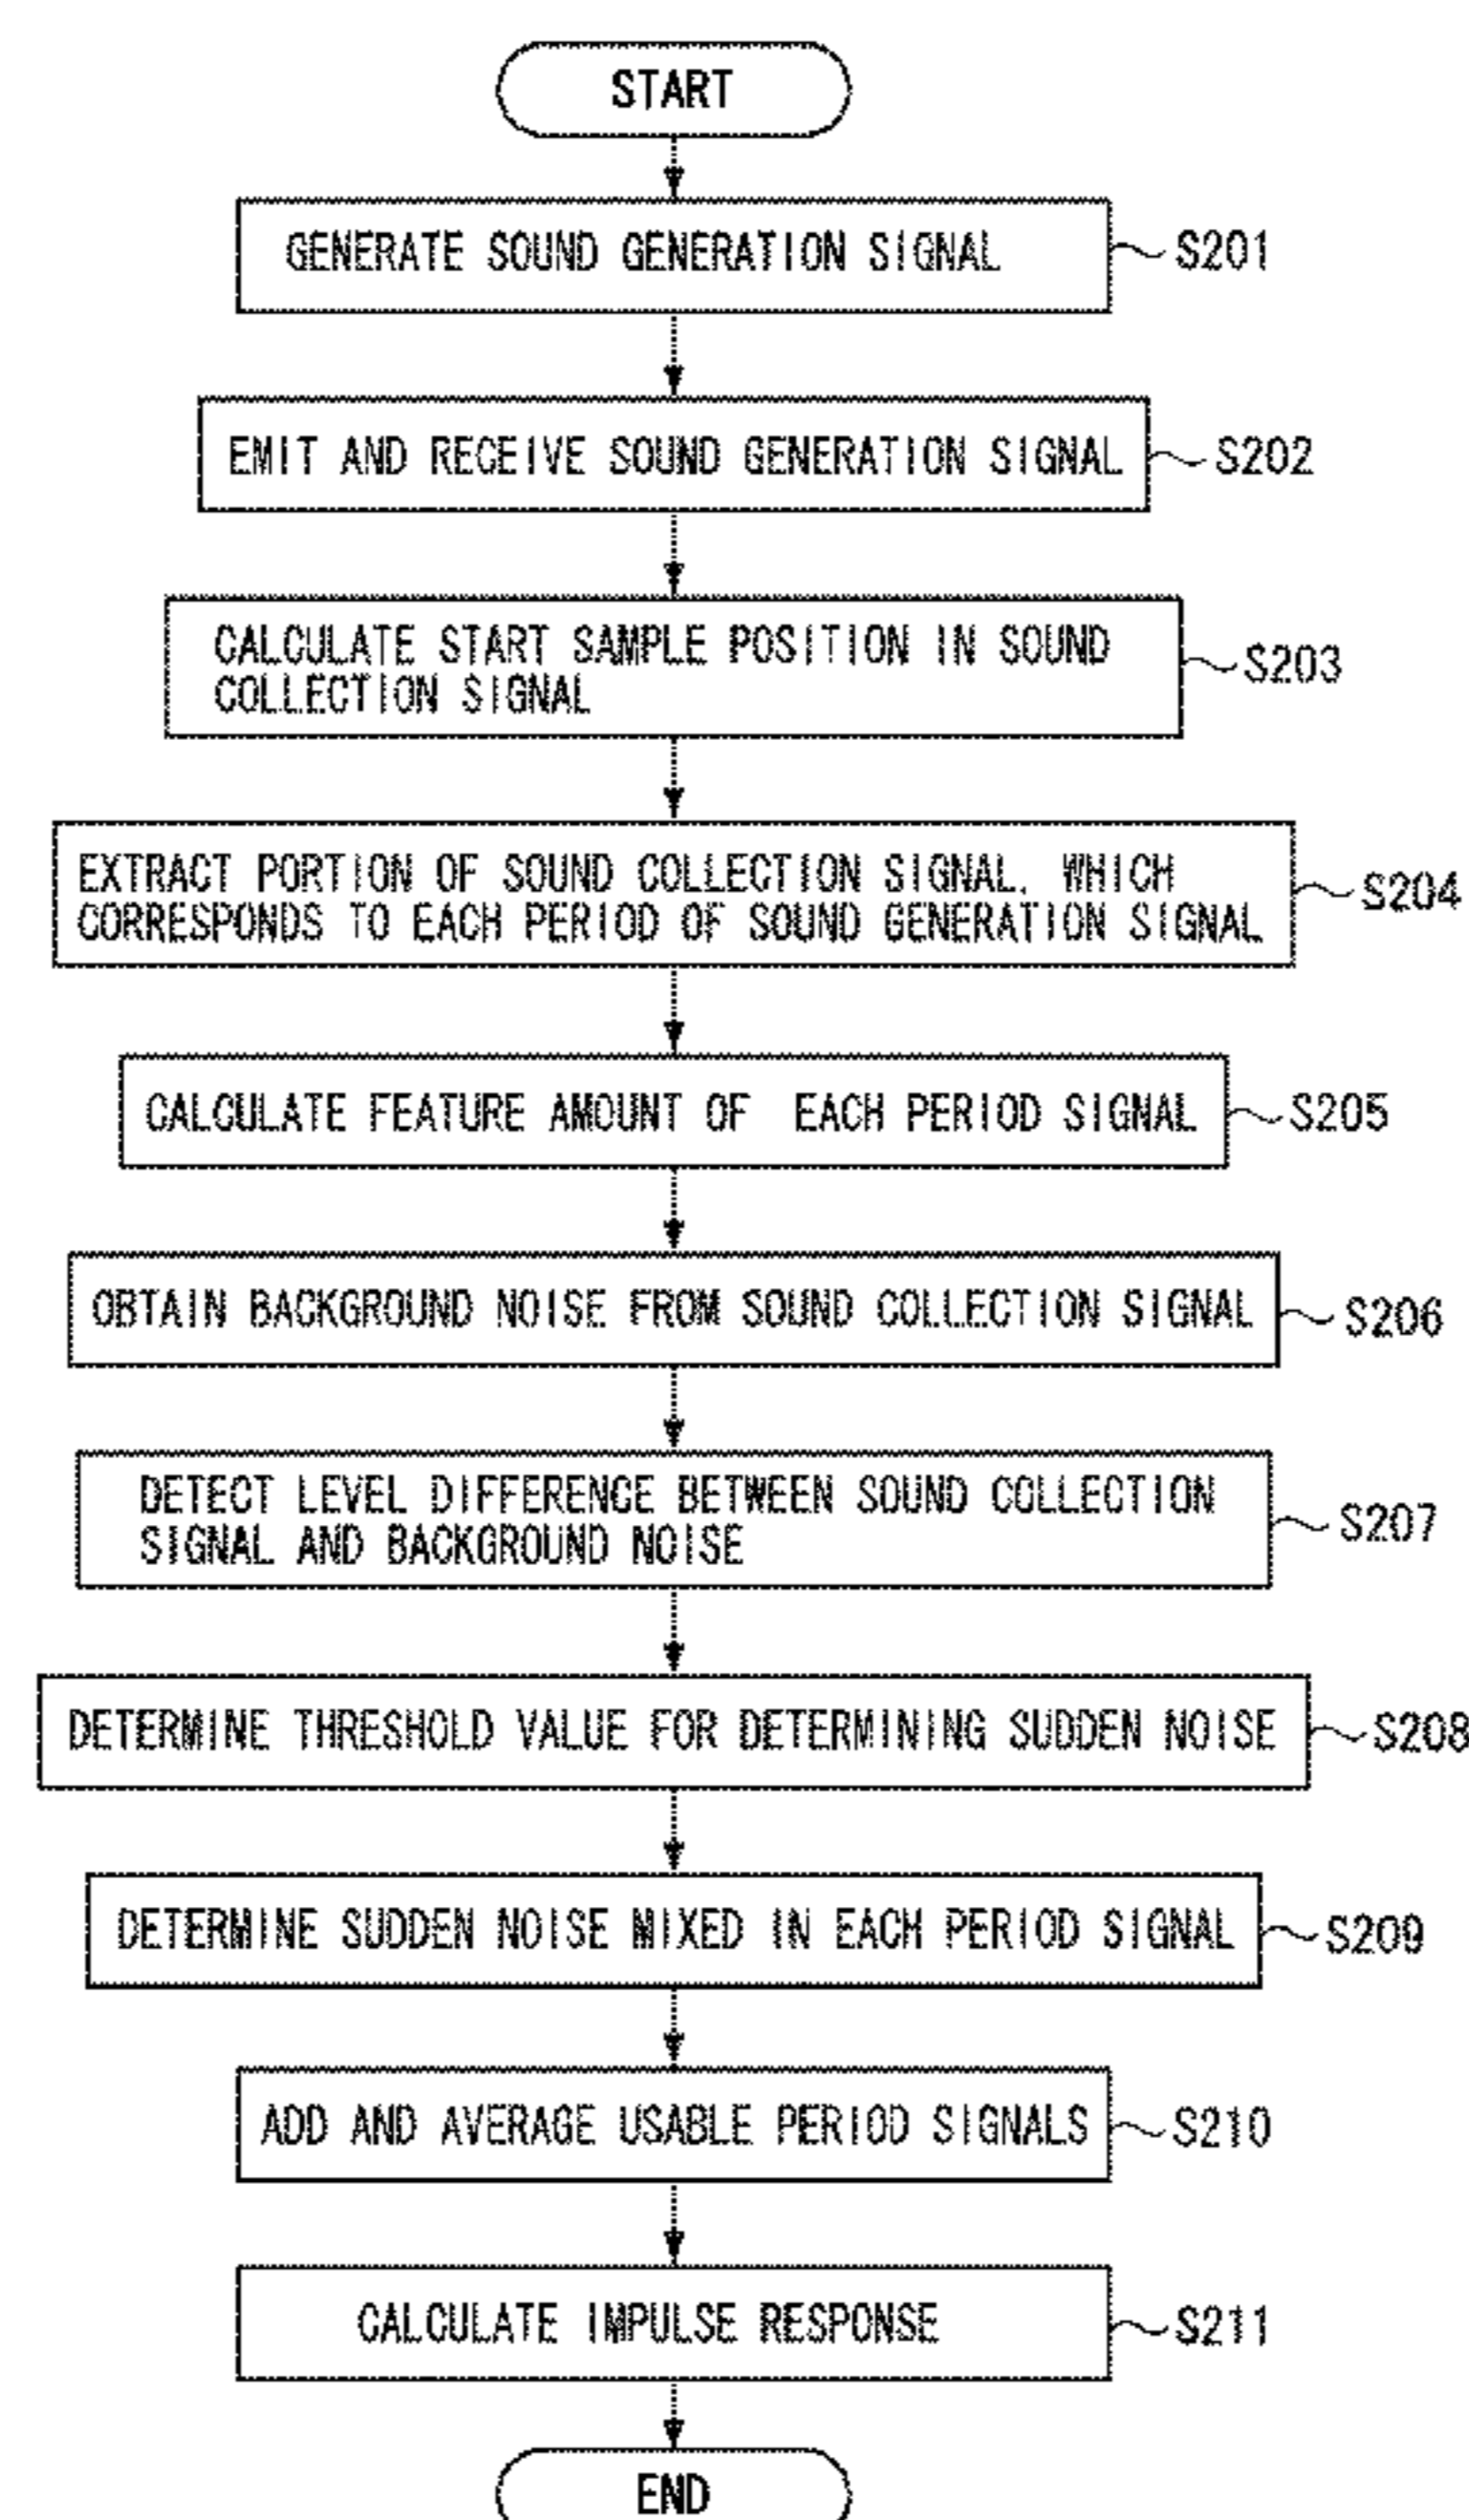 START
GENERATE SOUND GENERATION SIGNAL
S201
EMIT AND RECEIVE SOUND GENERATION SIGNAL
S202
CALCULATE START SAMPLE POSITION IN SOUND
COLLECTION SIGNAL
S203
EXTRACT PORTION OF SOUND COLLECTION SIGNAL, WHICH
CORRESPONDS TO EACH PERIOD OF SOUND GENERATION SIGNAL
S204
CALCULATE FEATURE AMOUNT OF EACH PERIOD SIGNAL
S205
OBTAIN BACKGROUND NOISE FROM SOUND COLLECTION SIGNAL
S206
DETECT LEVEL DIFFERENCE BETWEEN SOUND COLLECTION
SIGNAL AND BACKGROUND NOISE
S207
DETERMINE THRESHOLD VALUE FOR DETERMINING SUDDEN NOISE
S208
DETERMINE SUDDEN NOISE MIXED IN EACH PERIOD SIGNAL
S209
ADD AND AVERAGE USABLE PERIOD SIGNALS
S210
CALCULATE IMPULSE RESPONSE
S211
END